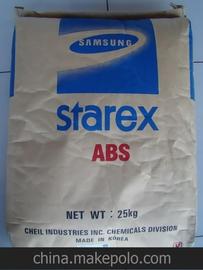 SAMSUNG
starex
ABS
NET WT : 25kg
CHEIL INDUSTRIES INC. CHEMICALS DIVISION
MADE IN KOREA
china.makepolo.com